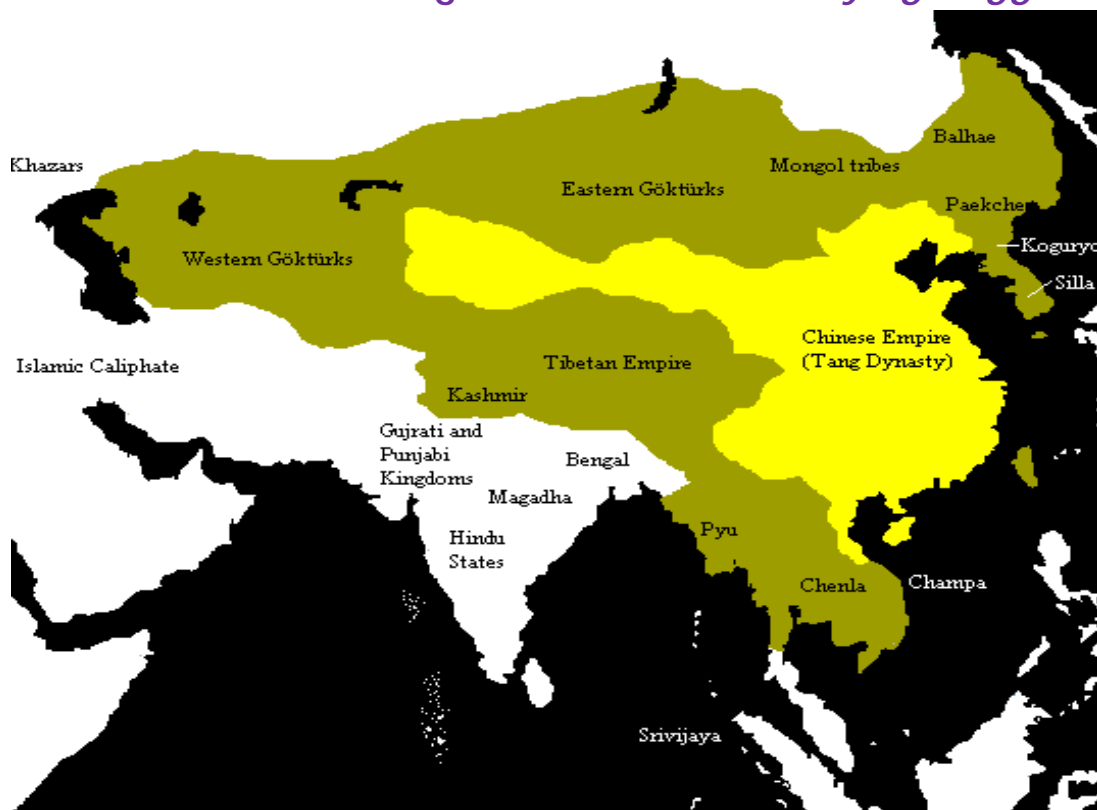 Khazars
Balhae
Mongol tribes
Eastern Göktürks
Paekche
Koguryo
Western Göktürks
Silla
Chinese Empire
(Tang Dynasty)
Islamic Caliphate
Tibetan Empire
Kashmir
Gujrati and
Punjabi
Kingdoms
Bengal
Magadha
Hindu
States
Pyu
Chenla
Champa
Srivijaya